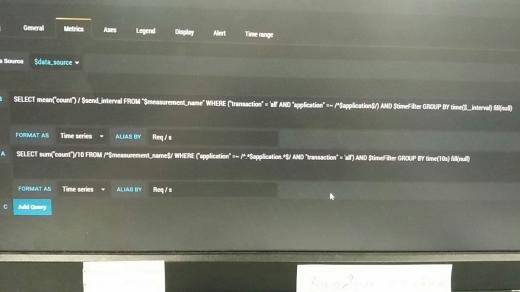 General Metrics Axes Legend Display Alert Time range
Source $data_source
SELECT mean("count") / $send_interval FROM "$measurement_name" WHERE ("transaction" = 'all' AND "application" =~ /^$application$/) AND $timeFilter GROUP BY time($__interval) fill(null)
FORMAT AS Time series ALIAS BY Req / s
A SELECT sum("count")/10 FROM /^$measurement_name$/ WHERE ("application" =~ /^.*$application.*$/ AND "transaction" = 'all') AND $timeFilter GROUP BY time(10s) fill(null)
FORMAT AS Time series ALIAS BY Req / s
C Add Query